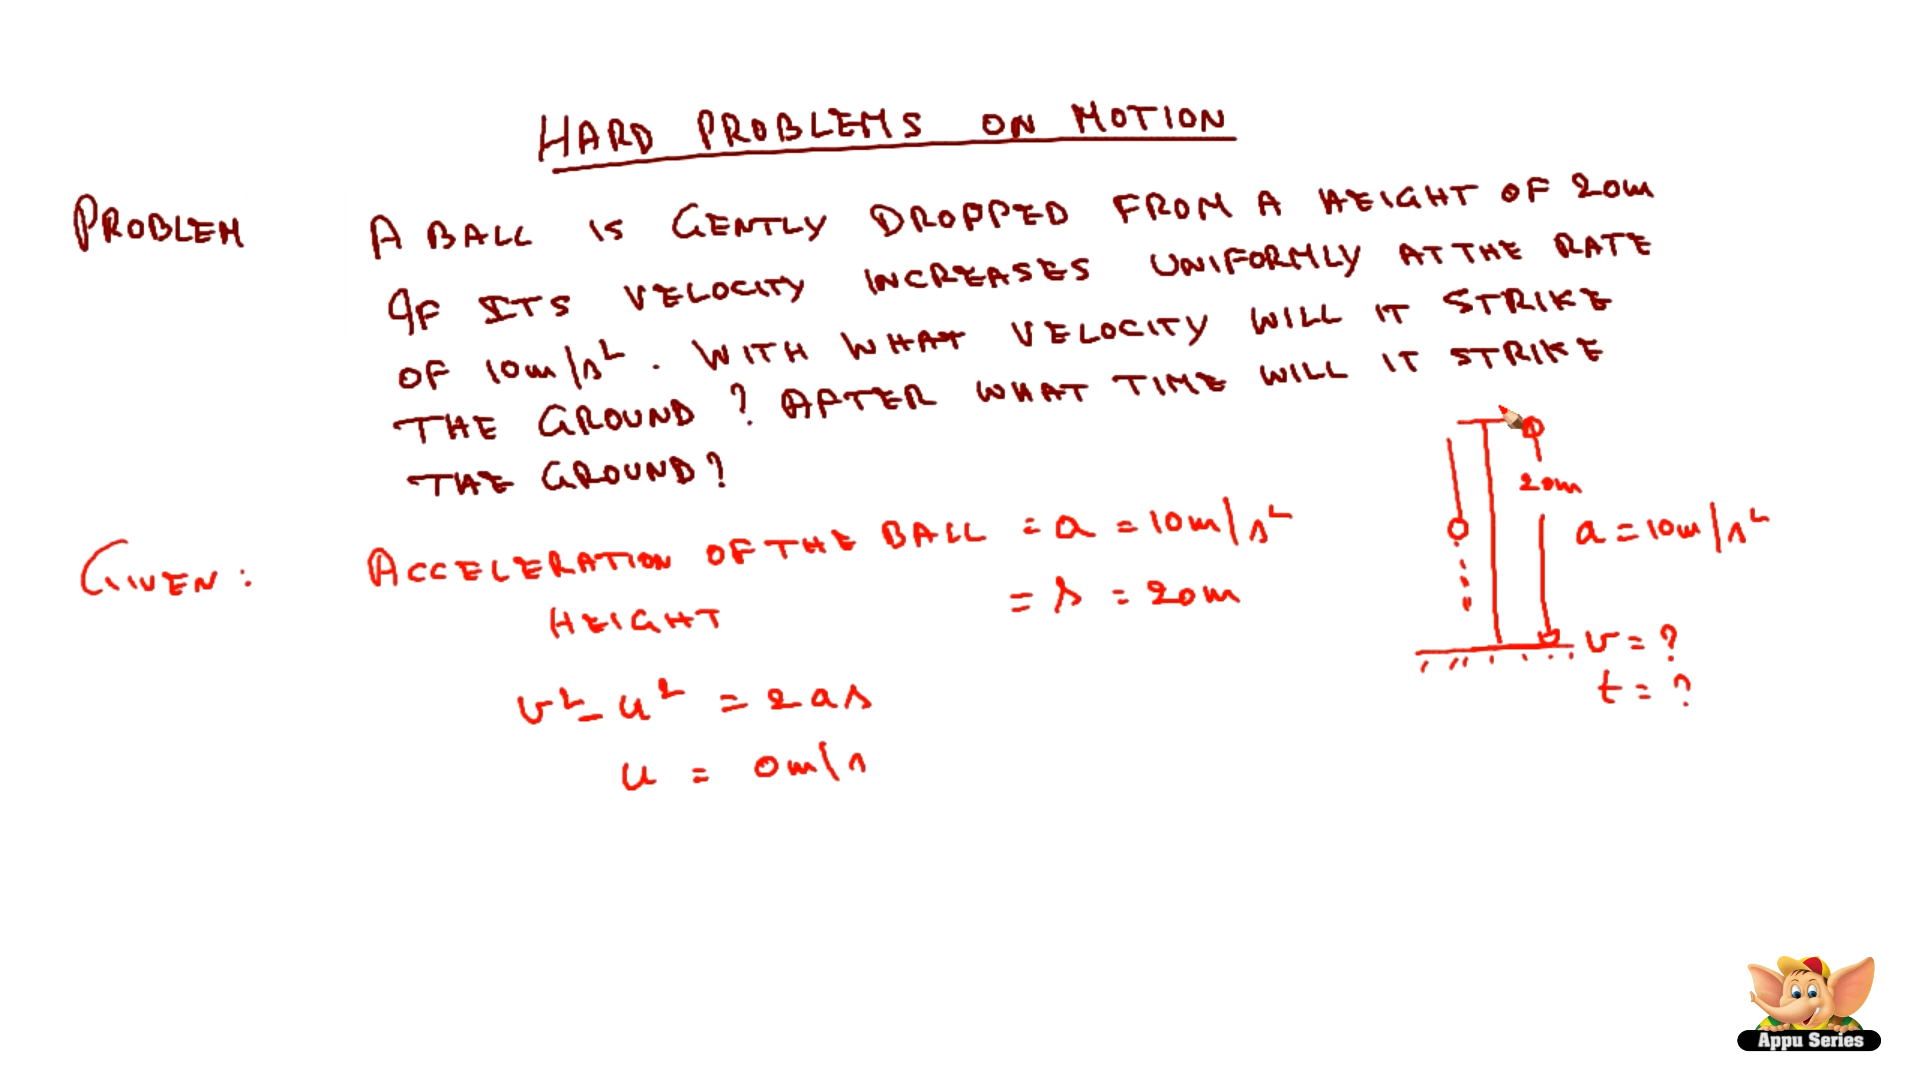 HARD PROBLEMS ON MOTION
PROBLEM A BALL IS GENTLY DROPPED FROM A HEIGHT OF 20m
IF ITS VELOCITY INCREASES UNIFORMLY AT THE RATE
OF 10m/s². WITH WHAT VELOCITY WILL IT STRIKE
THE GROUND? AFTER WHAT TIME WILL IT STRIKE
THE GROUND?
GIVEN: ACCELERATION OF THE BALL = a = 10m/s²
HEIGHT = s = 20m
v² - u² = 2as
u = 0m/s
20m
a = 10m/s²
v = ?
t = ?
Appu Series